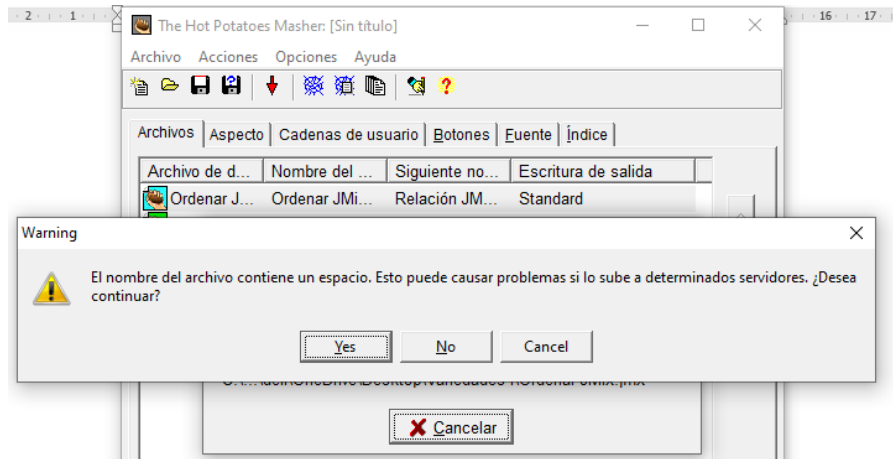 2 1
16 17
The Hot Potatoes Masher: [Sin título]
Archivo Acciones Opciones Ayuda
Archivos Aspecto Cadenas de usuario Botones Fuente Índice
Archivo de d... Nombre del ... Siguiente no... Escritura de salida
Ordenar J... Ordenar JMi... Relación JM... Standard
Warning
El nombre del archivo contiene un espacio. Esto puede causar problemas si lo sube a determinados servidores. ¿Desea
continuar?
Yes No Cancel
Cancelar